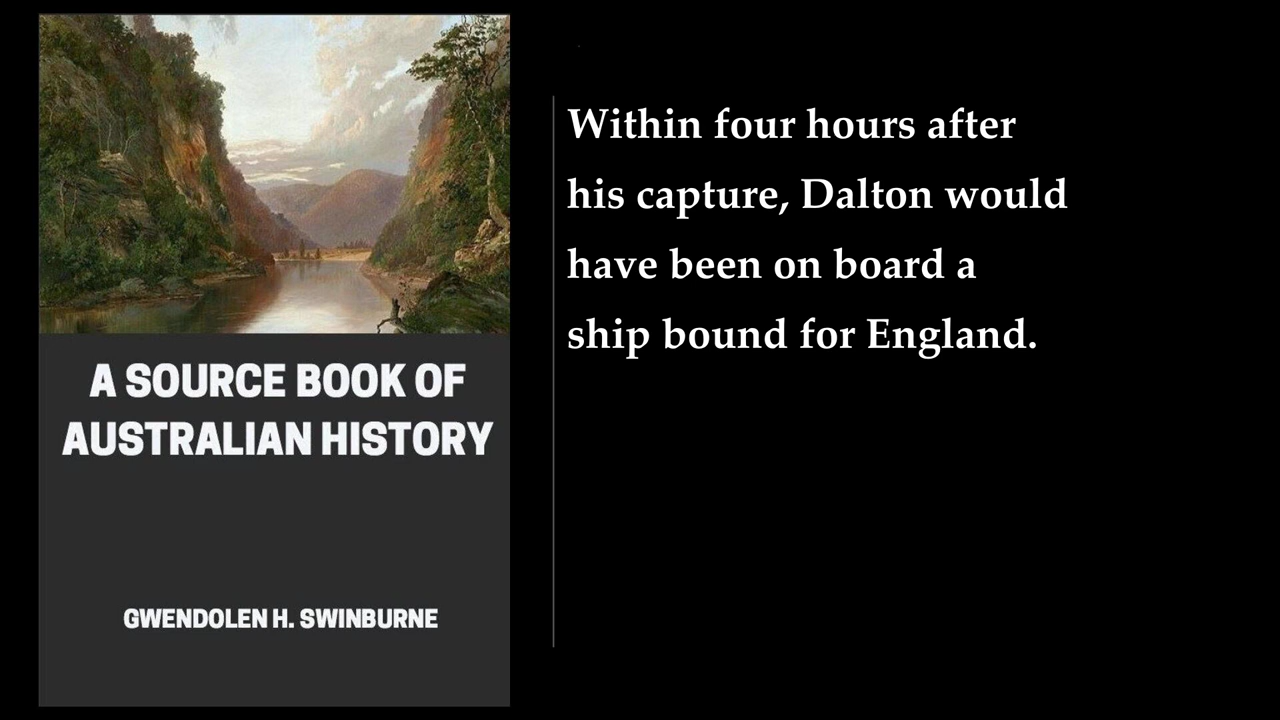 A SOURCE BOOK OF
AUSTRALIAN HISTORY
GWENDOLEN H. SWINBURNE
Within four hours after
his capture, Dalton would
have been on board a
ship bound for England.